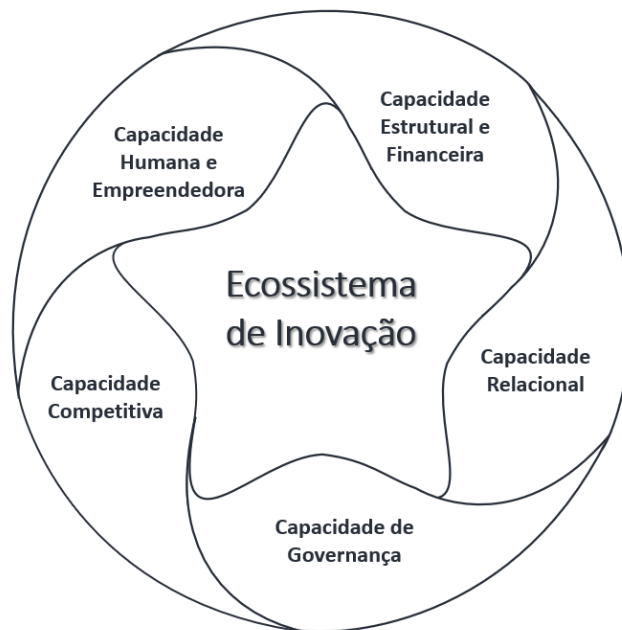 Capacidade
Humana e
Empreendedora
Capacidade
Estrutural e
Financeira
Ecossistema
de Inovação
Capacidade
Competitiva
Capacidade
Relacional
Capacidade de
Governança